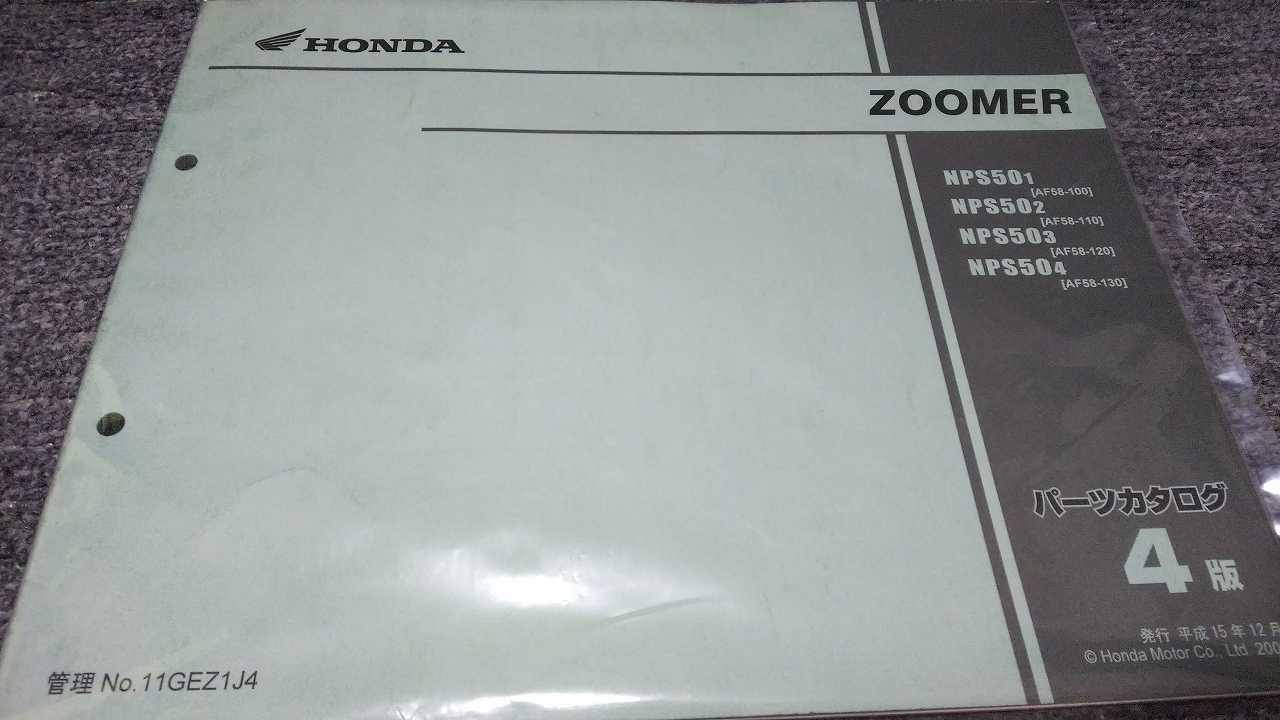 HONDA
ZOOMER
NPS501
[AF58-100]
NPS502
[AF58-110]
NPS503
[AF58-120]
NPS504
[AF58-130]
パーツカタログ
4版
発行 平成15年12月
© Honda Motor Co., Ltd.
管理 No.11GEZ1J4